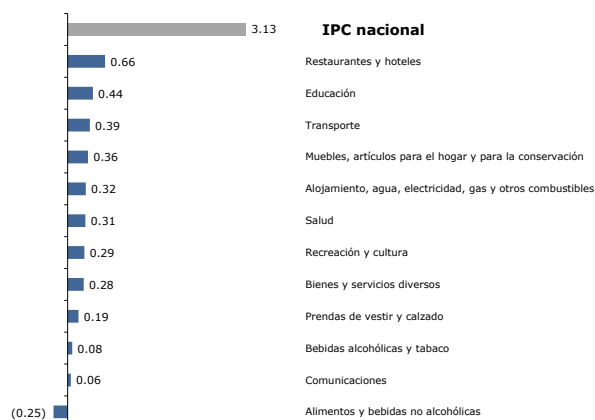 3.13 IPC nacional
0.66 Restaurantes y hoteles
0.44 Educación
0.39 Transporte
0.36 Muebles, artículos para el hogar y para la conservación
0.32 Alojamiento, agua, electricidad, gas y otros combustibles
0.31 Salud
0.29 Recreación y cultura
0.28 Bienes y servicios diversos
0.19 Prendas de vestir y calzado
0.08 Bebidas alcohólicas y tabaco
0.06 Comunicaciones
(0.25) Alimentos y bebidas no alcohólicas